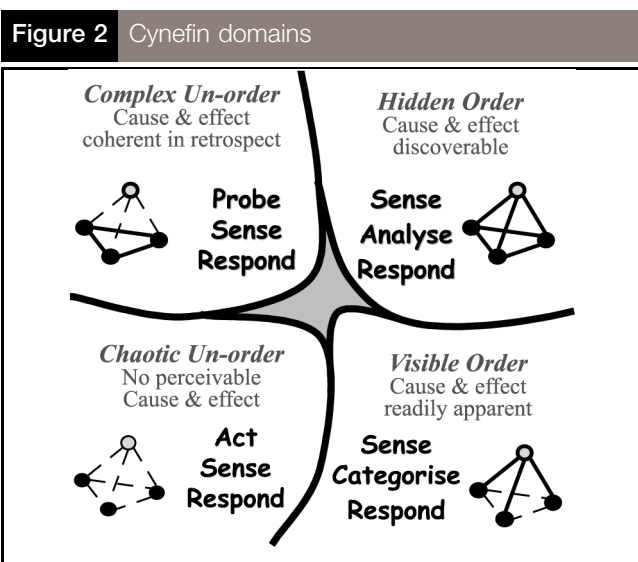 Figure 2 Cynefin domains
Complex Un-order
Cause & effect
coherent in retrospect
Probe
Sense
Respond
Hidden Order
Cause & effect
discoverable
Sense
Analyse
Respond
Chaotic Un-order
No perceivable
Cause & effect
Act
Sense
Respond
Visible Order
Cause & effect
readily apparent
Sense
Categorise
Respond